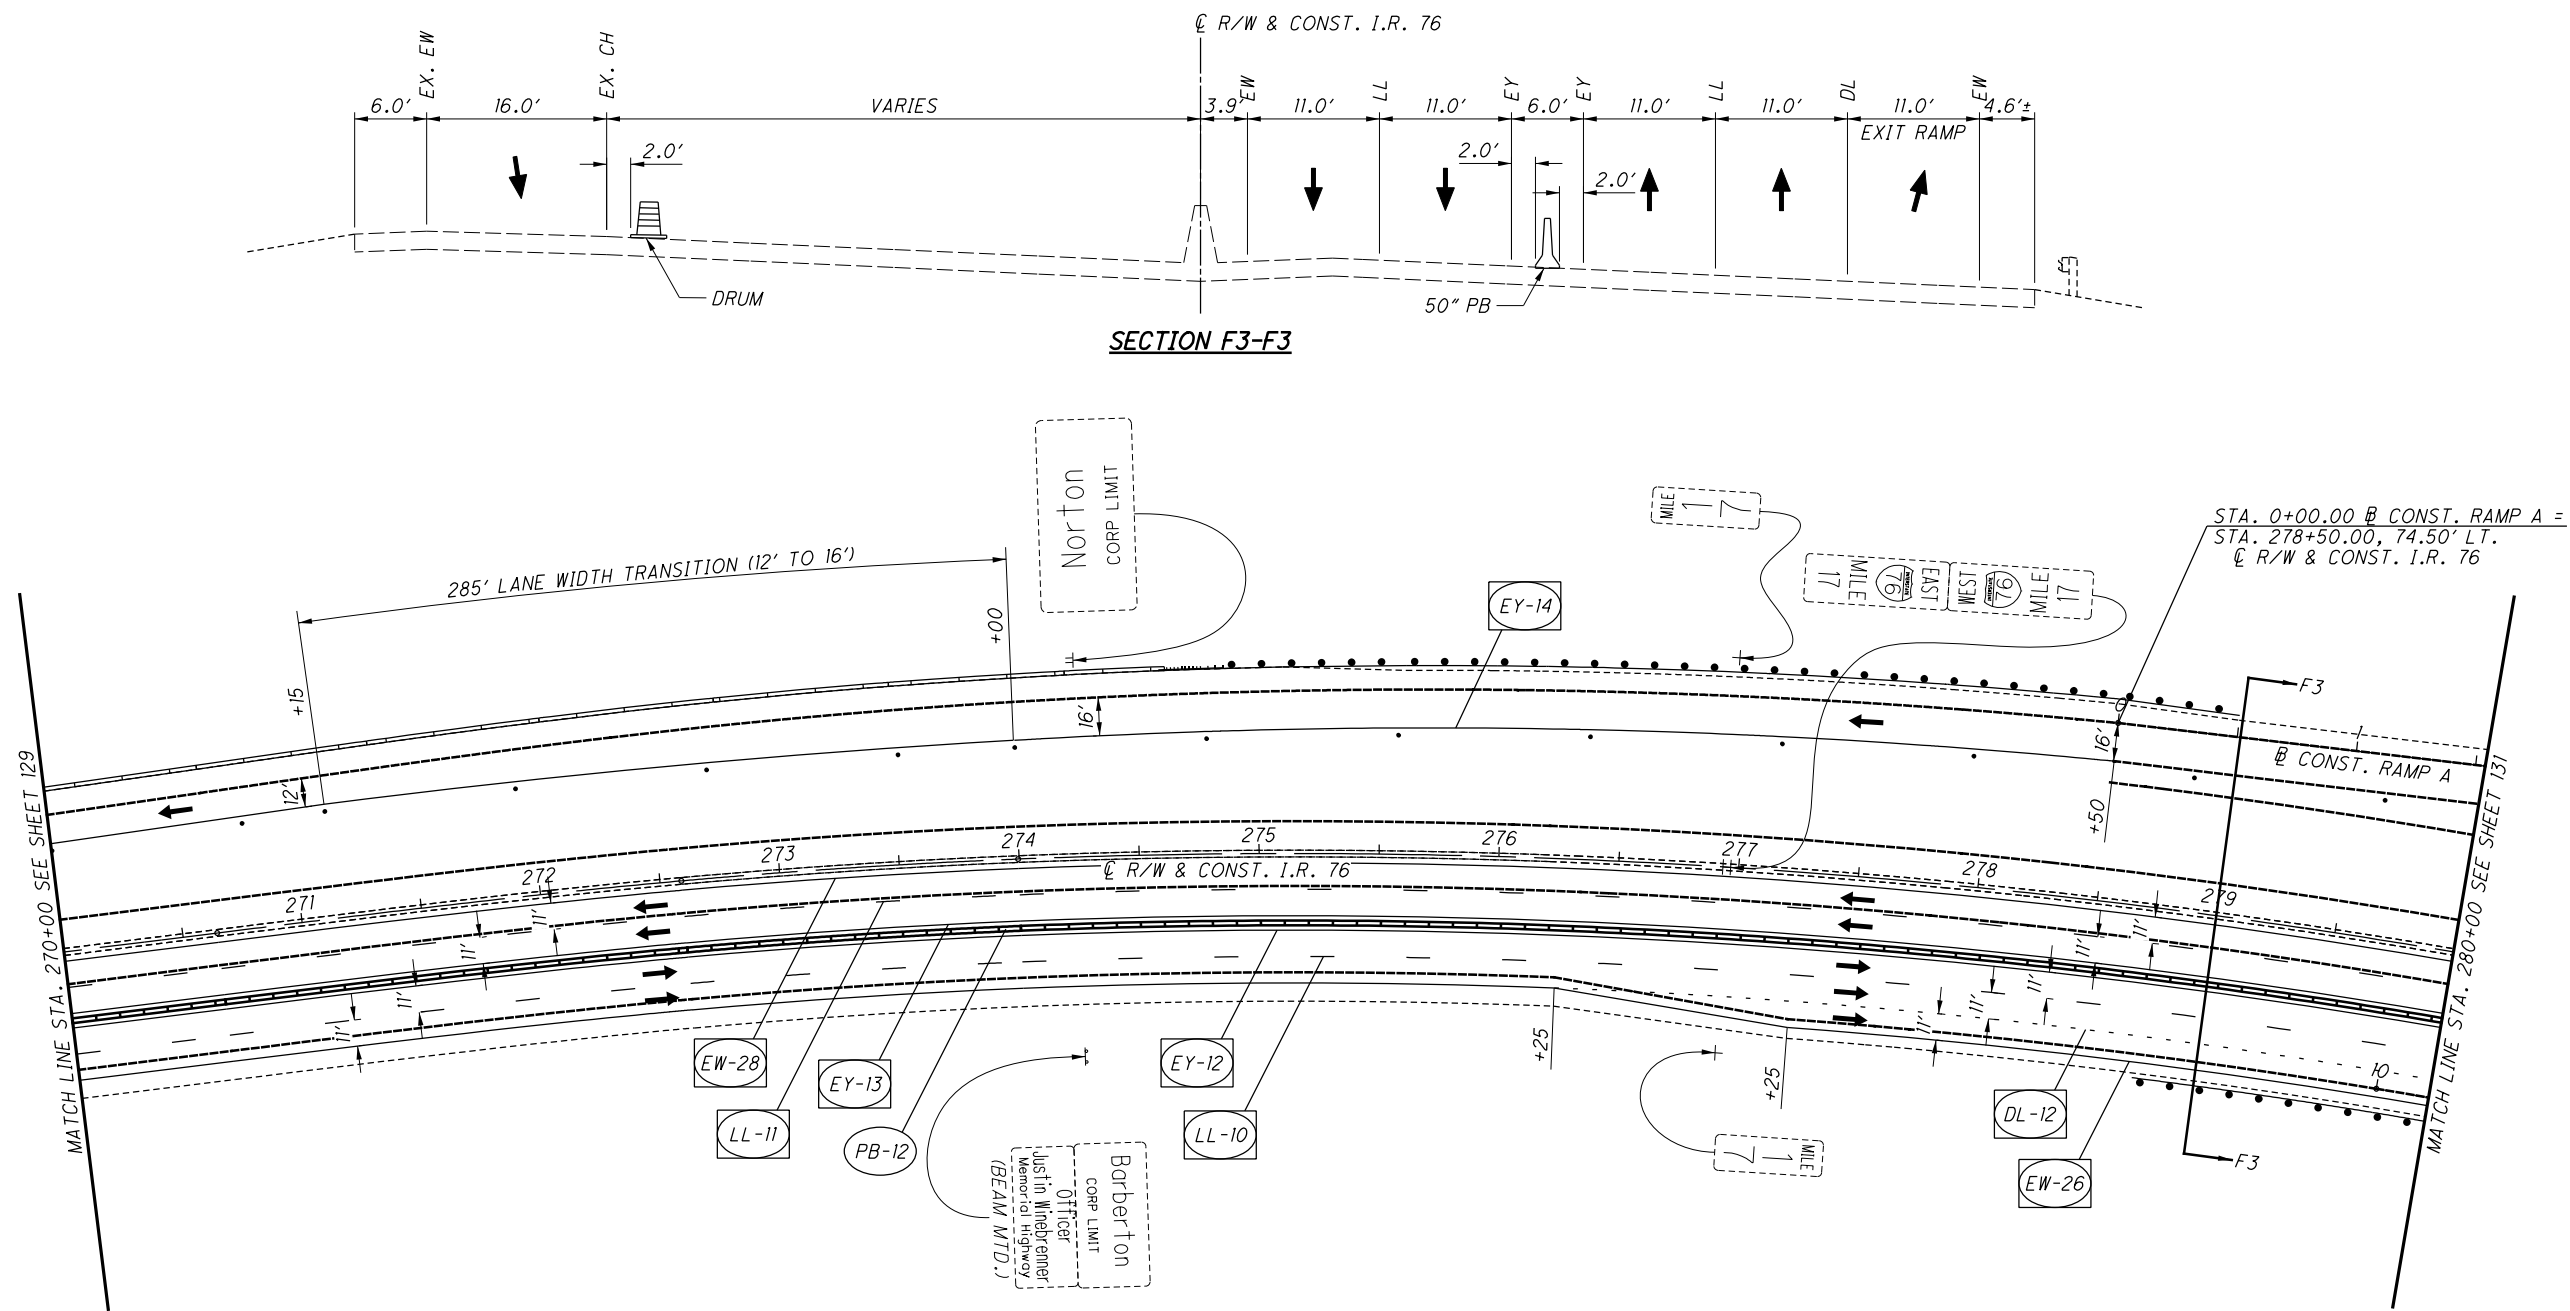 ℄ R/W & CONST. I.R. 76
EX. EW
EX. CH
EW
LL
EY
EY
LL
DL
EW
6.0'
16.0'
VARIES
3.9'
11.0'
11.0'
6.0'
11.0'
11.0'
11.0'
4.6'±
EXIT RAMP
2.0'
2.0'
2.0'
DRUM
50" PB
SECTION F3-F3
Norton
CORP LIMIT
MILE
17
STA. 0+00.00 B̵L CONST. RAMP A =
STA. 278+50.00, 74.50' LT.
℄ R/W & CONST. I.R. 76
285' LANE WIDTH TRANSITION (12' TO 16')
EAST
76
MILE
17
WEST
76
MILE
17
EY-14
+00
+15
F3
0
1
16'
16'
12'
B̵L CONST. RAMP A
+50
MATCH LINE STA. 270+00 SEE SHEET 129
MATCH LINE STA. 280+00 SEE SHEET 131
271
272
273
274
275
276
277
278
279
℄ R/W & CONST. I.R. 76
11'
11'
11'
11'
11'
11'
11'
11'
11'
11'
+25
+25
10
EW-28
EY-13
EY-12
LL-11
PB-12
LL-10
DL-12
EW-26
F3
MILE
17
Barberton
CORP LIMIT
Officer
Justin Winebrenner
Memorial Highway
(BEAM MTD.)